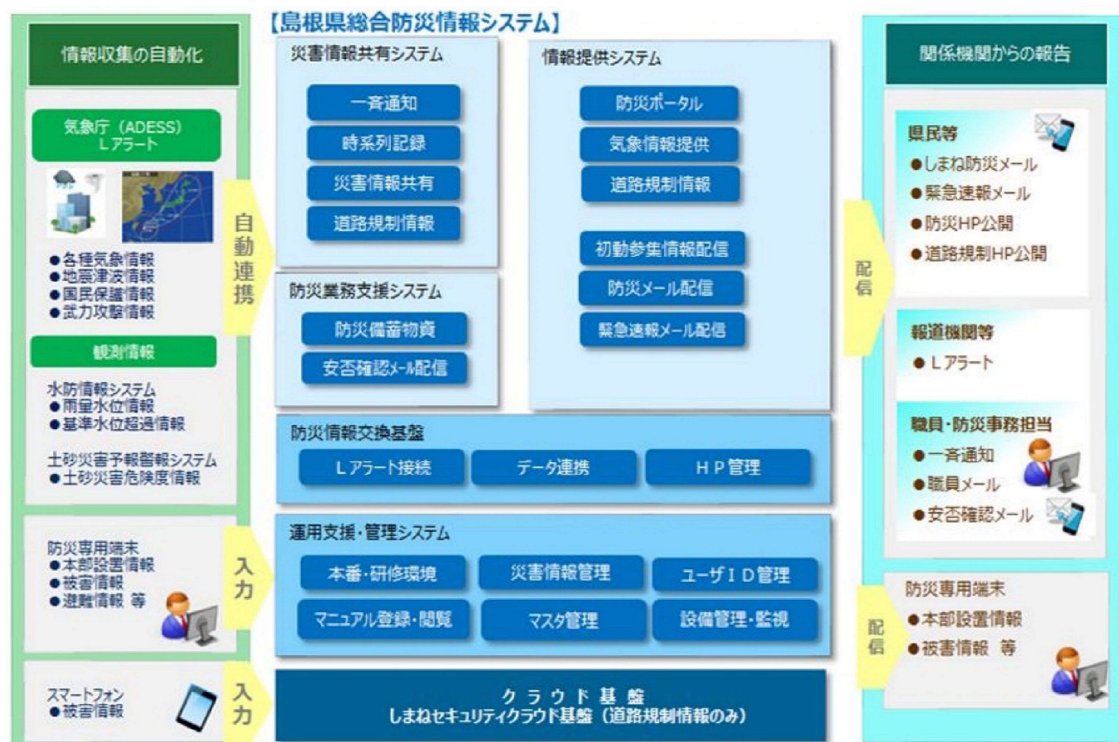 【島根県総合防災情報システム】
情報収集の自動化
気象庁（ADESS）
Ｌアラート
●各種気象情報
●地震津波情報
●国民保護情報
●武力攻撃情報
観測情報
水防情報システム
●雨量水位情報
●基準水位超過情報
土砂災害予報警報システム
●土砂災害危険度情報
自動連携
防災専用端末
●本部設置情報
●被害情報
●避難情報 等
入力
スマートフォン
●被害情報
入力
災害情報共有システム
一斉通知
時系列記録
災害情報共有
道路規制情報
防災業務支援システム
防災備蓄物資
安否確認ﾒｰﾙ配信
情報提供システム
防災ポータル
気象情報提供
道路規制情報
初動参集情報配信
防災メール配信
緊急速報メール配信
防災情報交換基盤
Ｌアラート接続
データ連携
ＨＰ管理
運用支援・管理システム
本番・研修環境
災害情報管理
ユーザＩＤ管理
マニュアル登録・閲覧
マスタ管理
設備管理・監視
クラウド基盤
しまねセキュリティクラウド基盤（道路規制情報のみ）
配信
配信
関係機関からの報告
県民等
●しまね防災メール
●緊急速報メール
●防災HP公開
●道路規制HP公開
報道機関等
●Ｌアラート
職員・防災事務担当
●一斉通知
●職員メール
●安否確認メール
防災専用端末
●本部設置情報
●被害情報 等